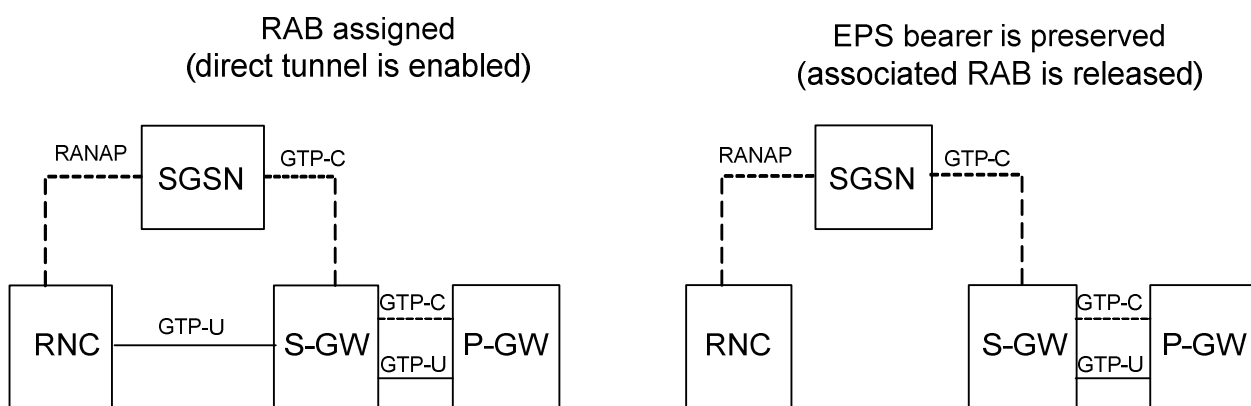 RAB assigned
(direct tunnel is enabled)
RANAP
SGSN
GTP-C
RNC
GTP-U
S-GW
GTP-C
GTP-U
P-GW
EPS bearer is preserved
(associated RAB is released)
RANAP
SGSN
GTP-C
RNC
S-GW
GTP-C
GTP-U
P-GW